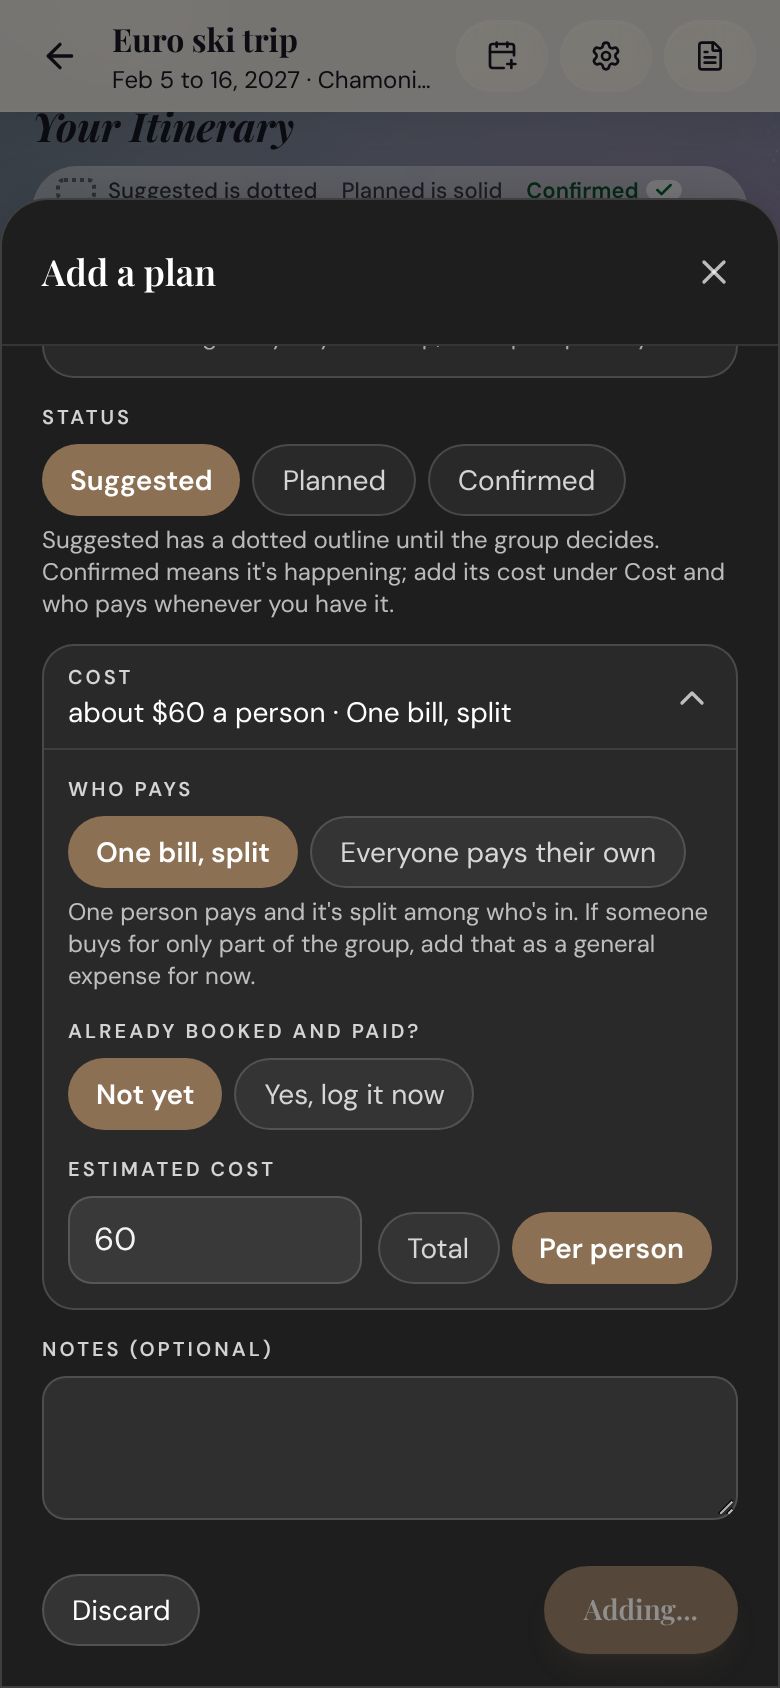 Euro ski trip
Feb 5 to 16, 2027 · Chamoni...
Your Itinerary
Suggested is dotted Planned is solid Confirmed
Add a plan
STATUS
Suggested Planned Confirmed
Suggested has a dotted outline until the group decides.
Confirmed means it's happening; add its cost under Cost and
who pays whenever you have it.
COST
about $60 a person · One bill, split
WHO PAYS
One bill, split Everyone pays their own
One person pays and it's split among who's in. If someone
buys for only part of the group, add that as a general
expense for now.
ALREADY BOOKED AND PAID?
Not yet Yes, log it now
ESTIMATED COST
60 Total Per person
NOTES (OPTIONAL)
Discard Adding...